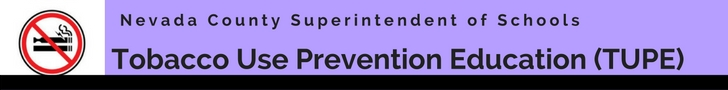 Nevada County Superintendent of Schools
Tobacco Use Prevention Education (TUPE)